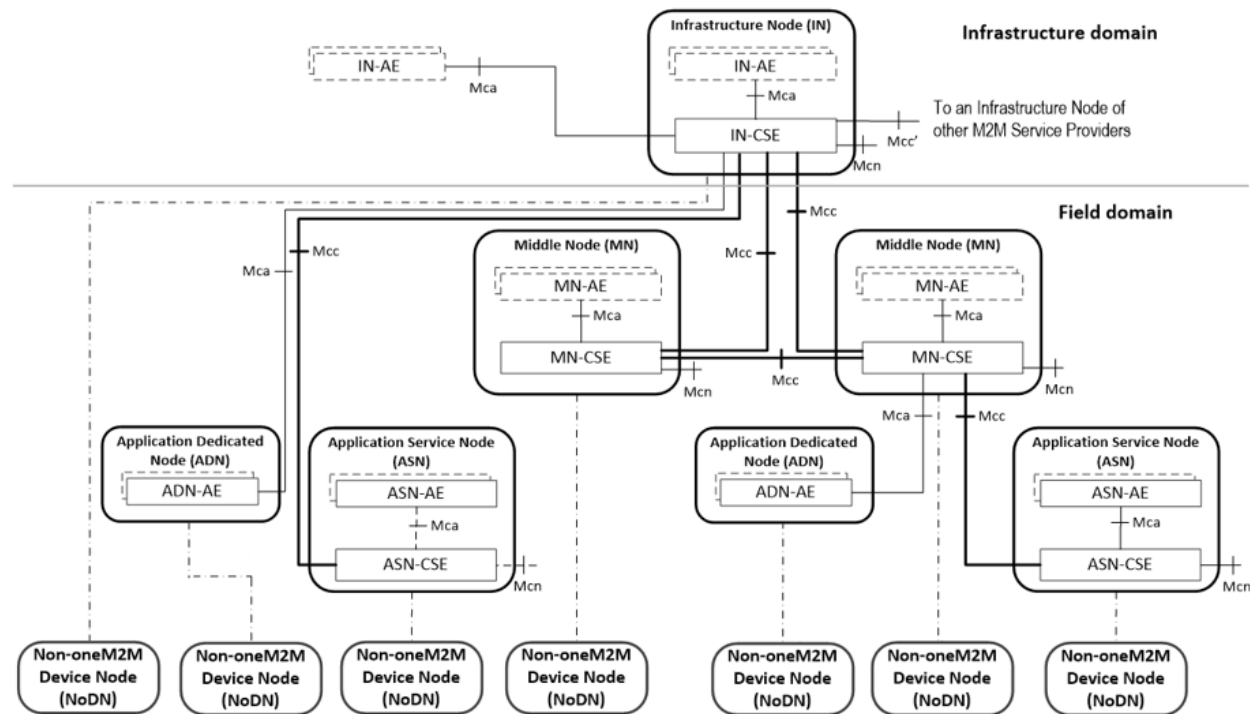 Infrastructure Node (IN)
Infrastructure domain
IN-AE
Mca
IN-AE
Mca
To an Infrastructure Node of
other M2M Service Providers
IN-CSE
Mcc’
Mcn
Field domain
Mcc
Mcc
Mcc
Mca
Middle Node (MN)
MN-AE
Mca
MN-CSE
Mcn
Mcc
Middle Node (MN)
MN-AE
Mca
MN-CSE
Mcn
Mca
Mcc
Application Dedicated
Node (ADN)
ADN-AE
Application Service Node
(ASN)
ASN-AE
Mca
ASN-CSE
Mcn
Application Dedicated
Node (ADN)
ADN-AE
Application Service Node
(ASN)
ASN-AE
Mca
ASN-CSE
Mcn
Non-oneM2M
Device Node
(NoDN)
Non-oneM2M
Device Node
(NoDN)
Non-oneM2M
Device Node
(NoDN)
Non-oneM2M
Device Node
(NoDN)
Non-oneM2M
Device Node
(NoDN)
Non-oneM2M
Device Node
(NoDN)
Non-oneM2M
Device Node
(NoDN)